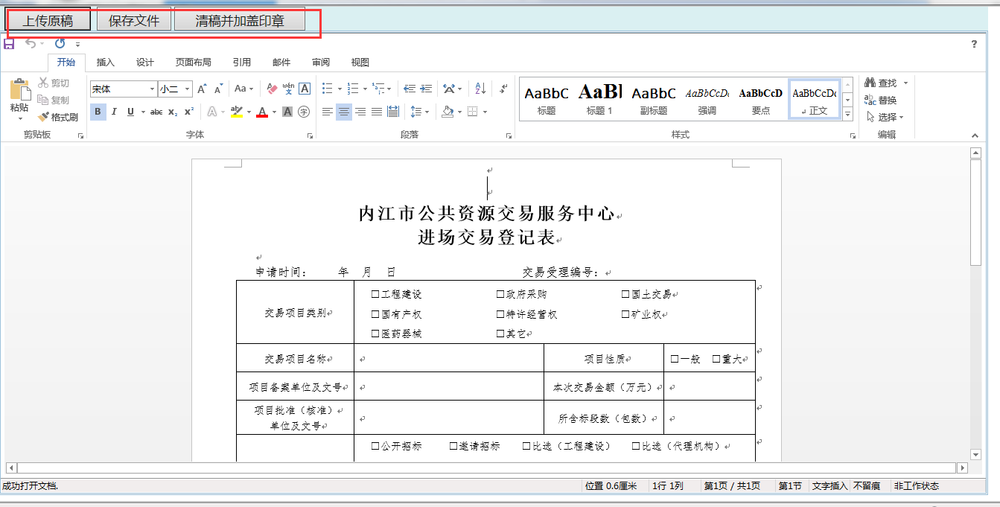 上传原稿 保存文件 清稿并加盖印章
?
开始 插入 设计 页面布局 引用 邮件 审阅 视图
粘贴 剪切 复制 格式刷
宋体 小二 Aa wén 文 A
B I U abc x₂ x² A ab A A 字
AaBbC 标题
AaBl 标题 1
AaBbC 副标题
AaBbCcDc 强调
AaBbCcD 要点
AaBbCcDc 正文
查找
替换
选择
剪贴板 字体 段落 样式 编辑
内江市公共资源交易服务中心
进场交易登记表
申请时间： 年 月 日 交易受理编号：
交易项目类别
□工程建设 □政府采购 □国土交易
□国有产权 □特许经营权 □矿业权
□医药器械 □其它
交易项目名称 项目性质 □一般 □重大
项目备案单位及文号 本次交易金额（万元）
项目批准（核准）
单位及文号
所含标段数（包数）
□公开招标 □邀请招标 □比选（工程建设） □比选（代理机构）
成功打开文档. 位置 0.6厘米 1行 1列 第1页 / 共1页 第1节 文字插入 不留痕 非工作状态